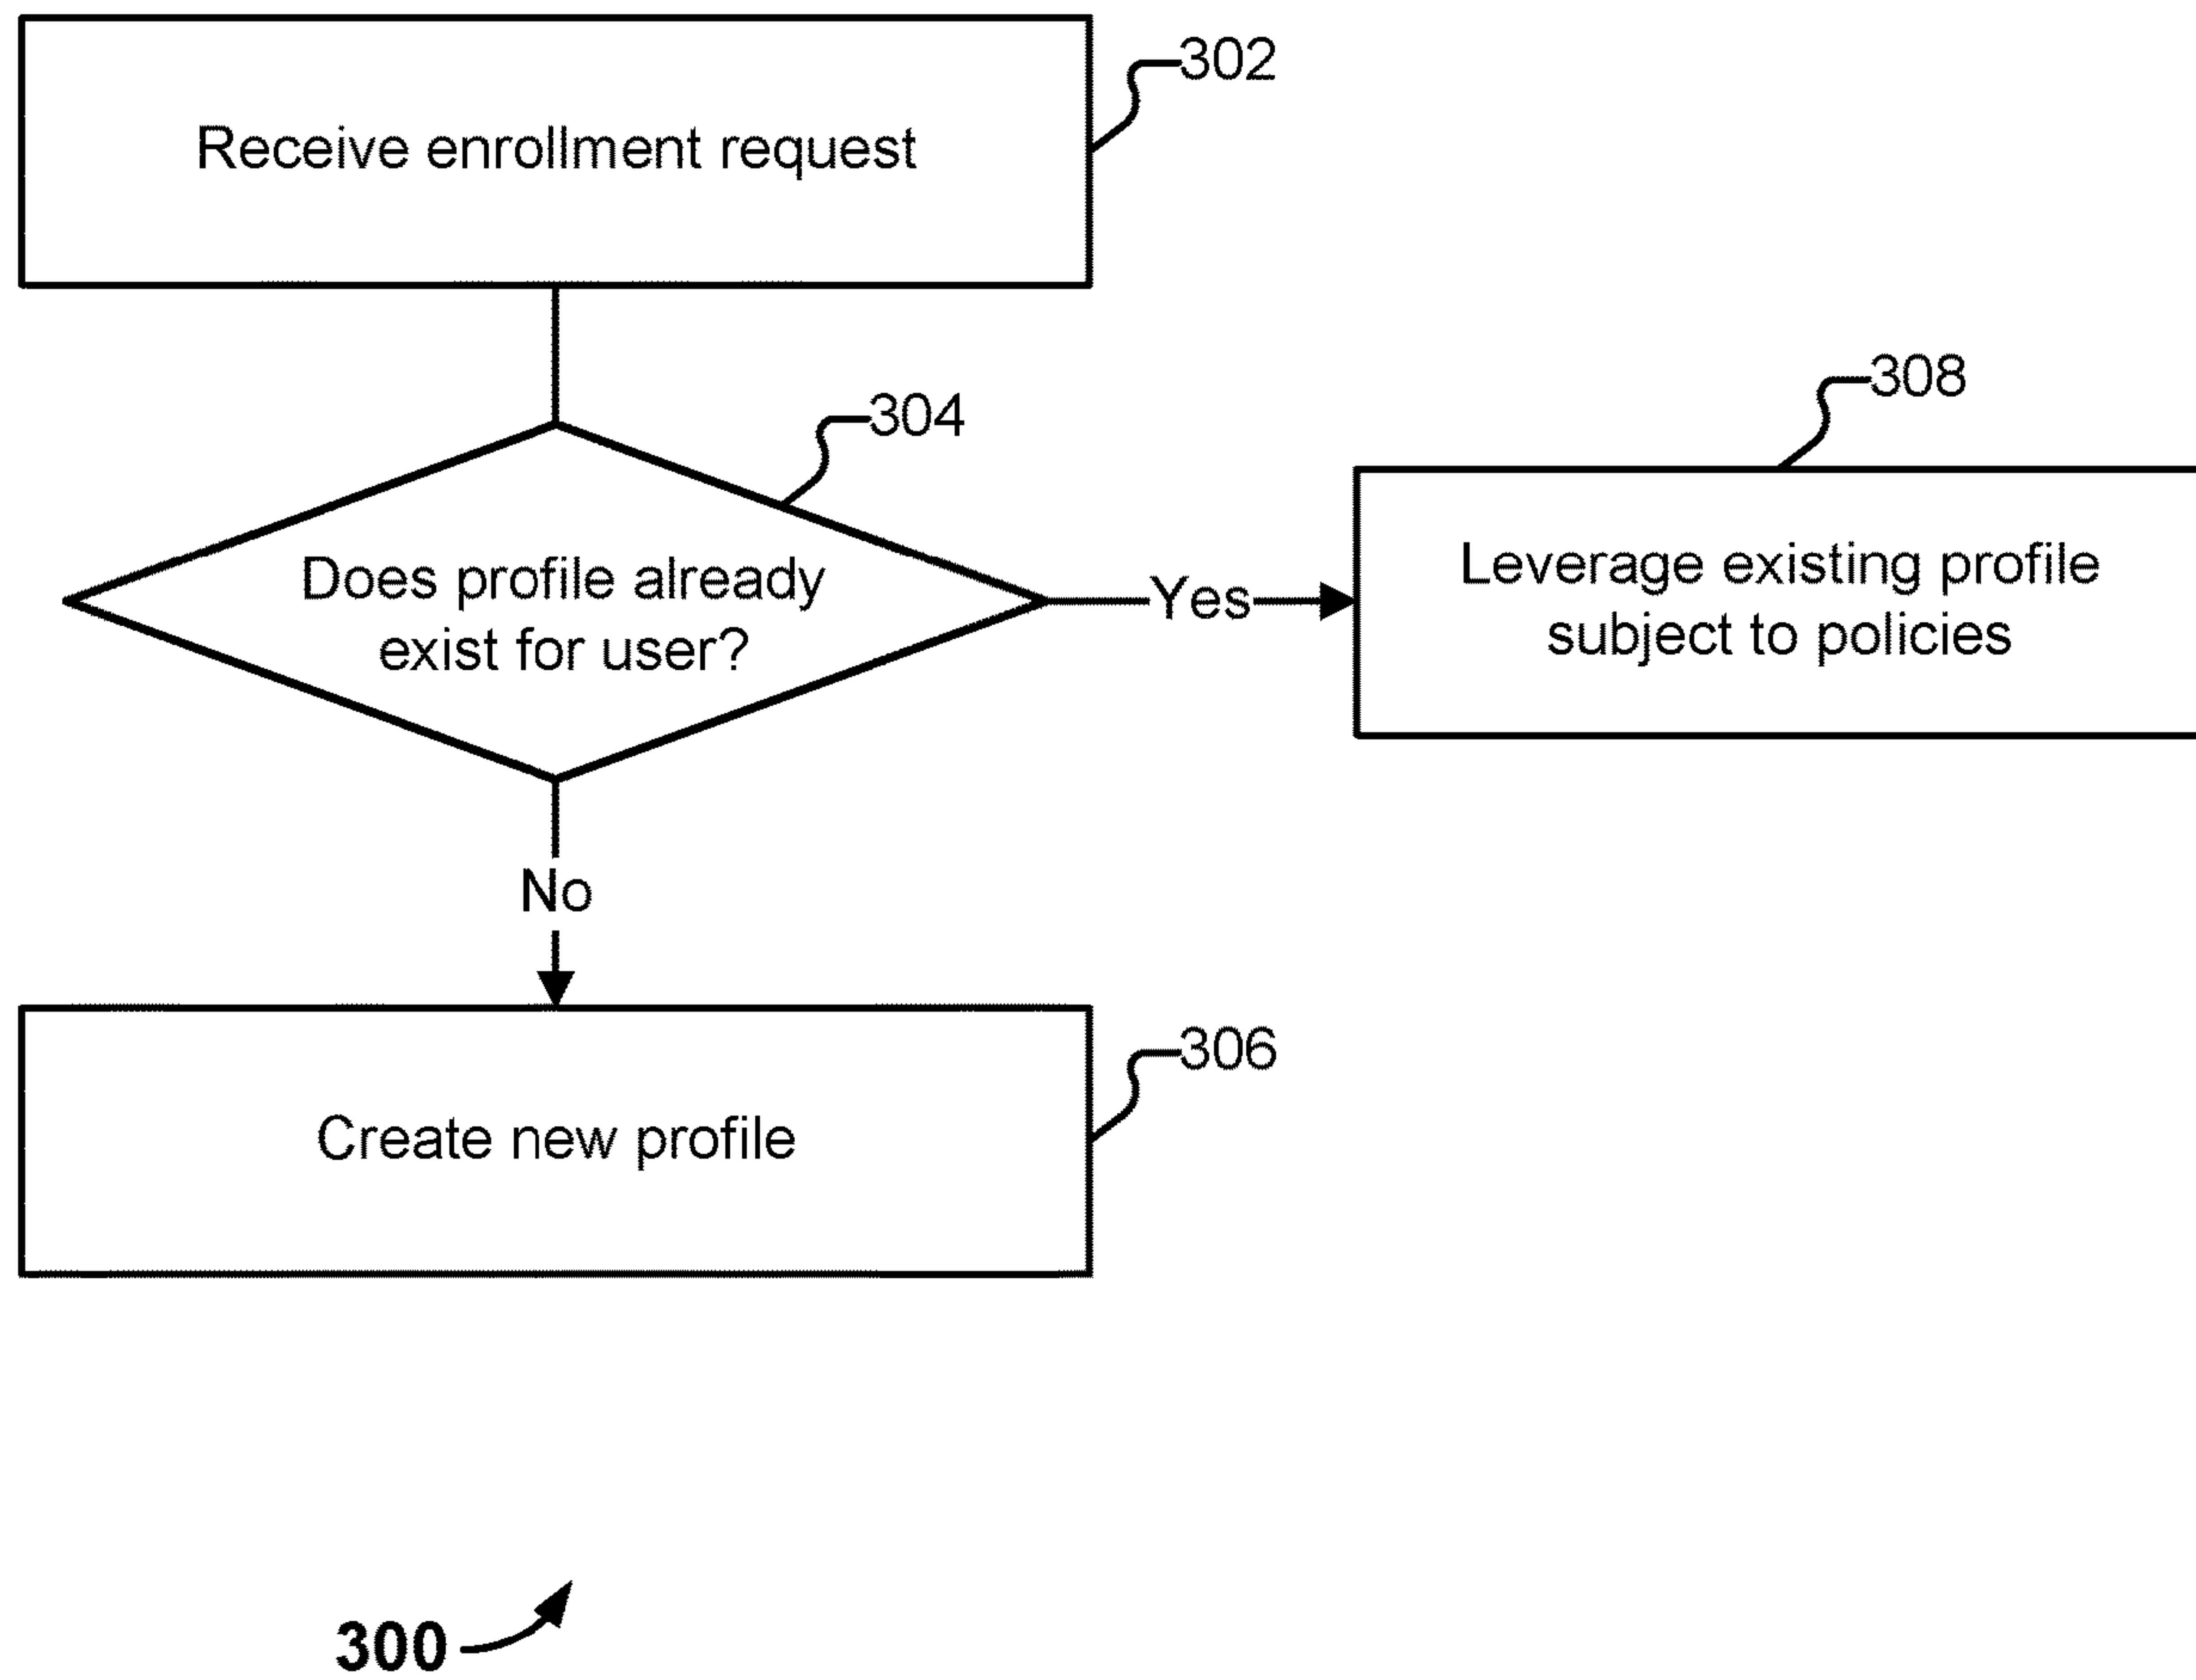 302
Receive enrollment request
304
308
Does profile already
exist for user?
Yes
Leverage existing profile
subject to policies
No
306
Create new profile
300